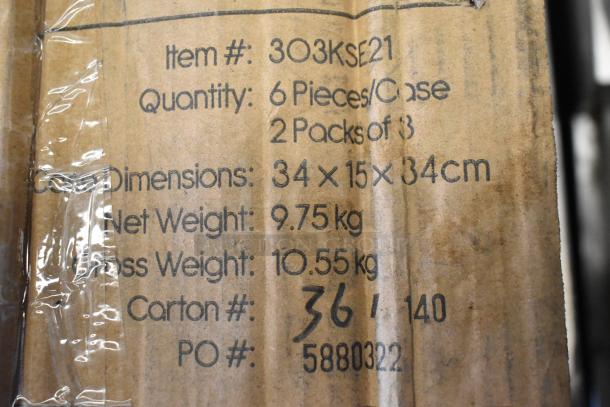 Item #: 303KSE21
Quantity: 6 Pieces/Case
2 Packs of 3
Dimensions: 34 x 15 x 34cm
Net Weight: 9.75 kg
Gross Weight: 10.55 kg
Carton #: 36 / 140
PO #: 5880322